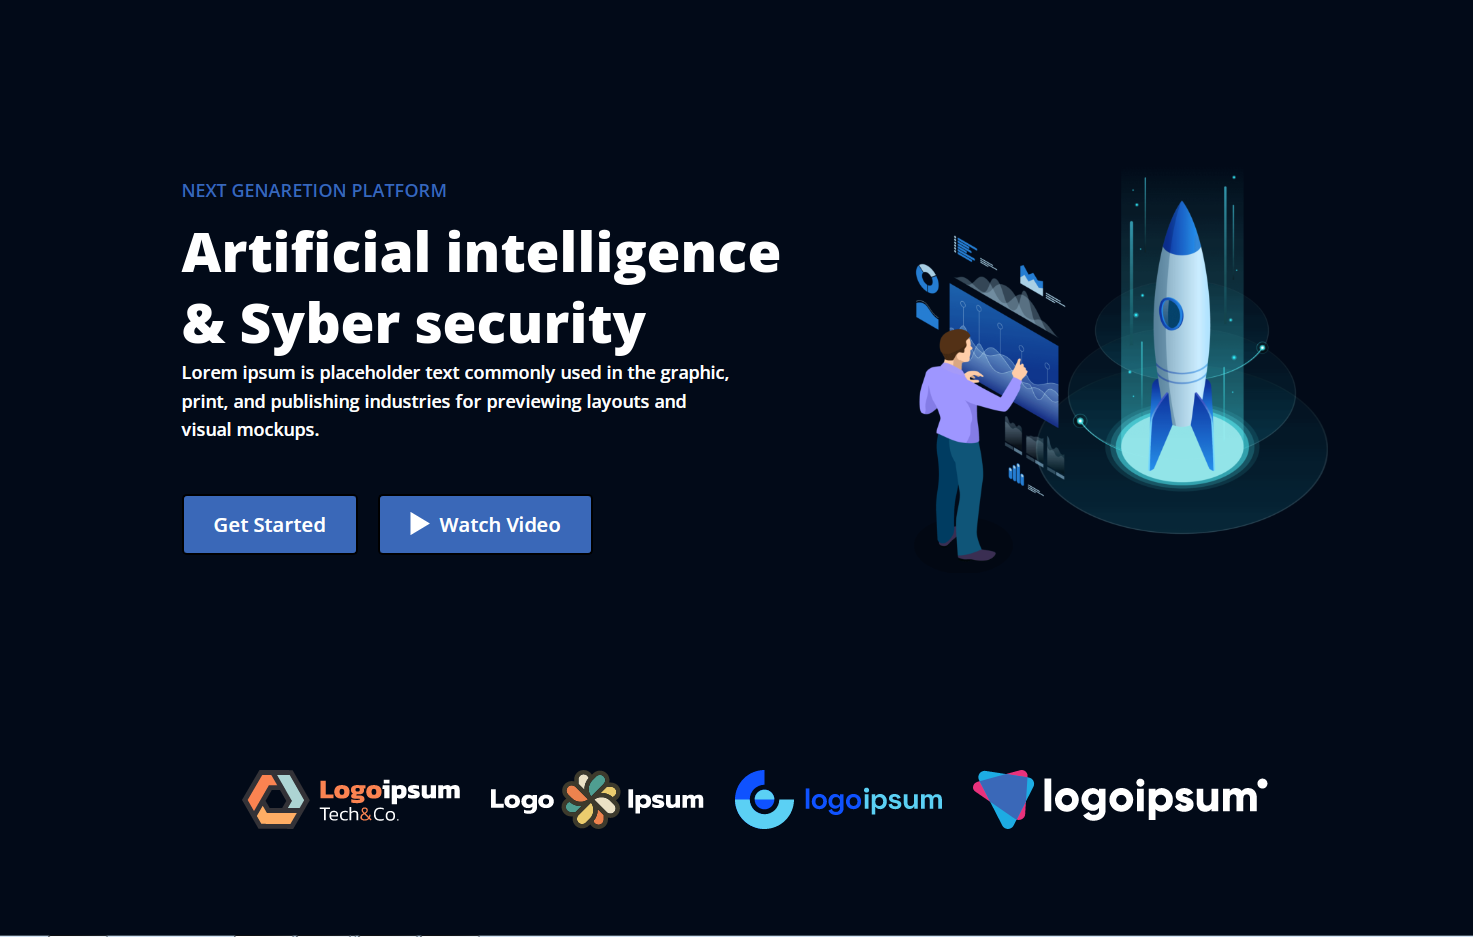 NEXT GENARETION PLATFORM
Artificial intelligence
& Syber security
Lorem ipsum is placeholder text commonly used in the graphic,
print, and publishing industries for previewing layouts and
visual mockups.
Get Started
Watch Video
Logoipsum
Tech&Co.
Logo Ipsum
logoipsum
logoipsum